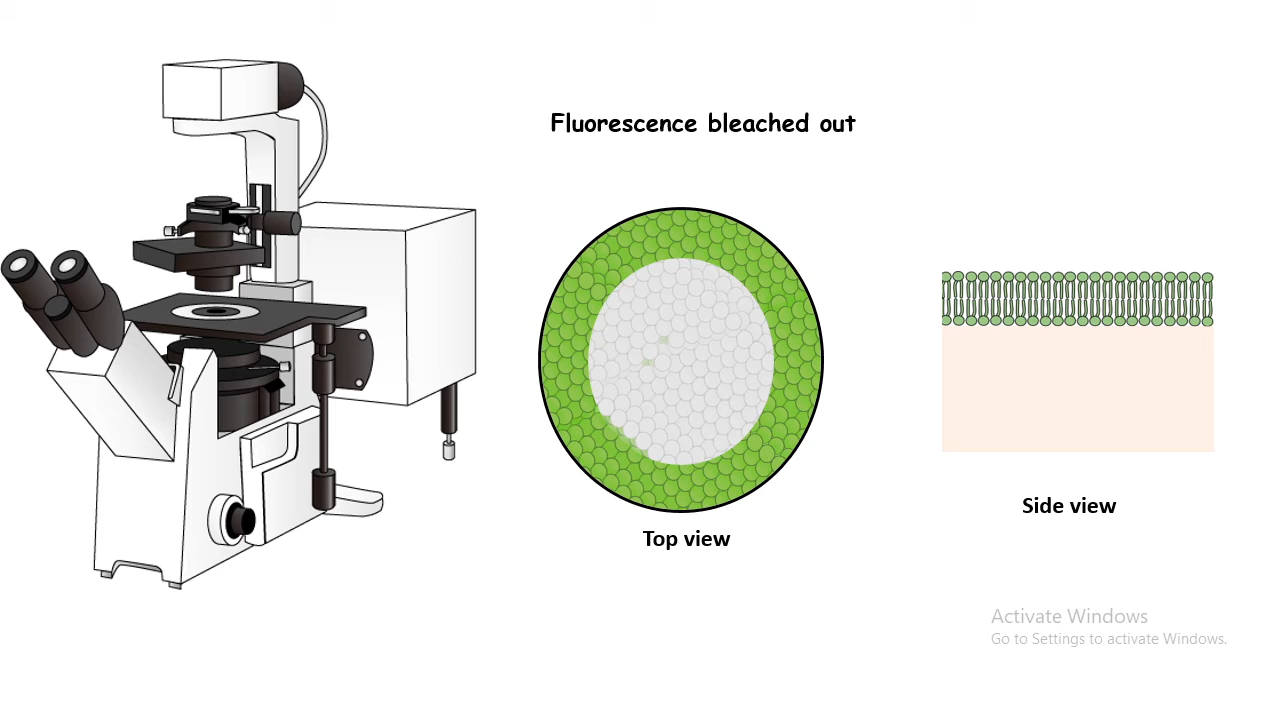 Fluorescence bleached out
Top view
Side view
Activate Windows
Go to Settings to activate Windows.